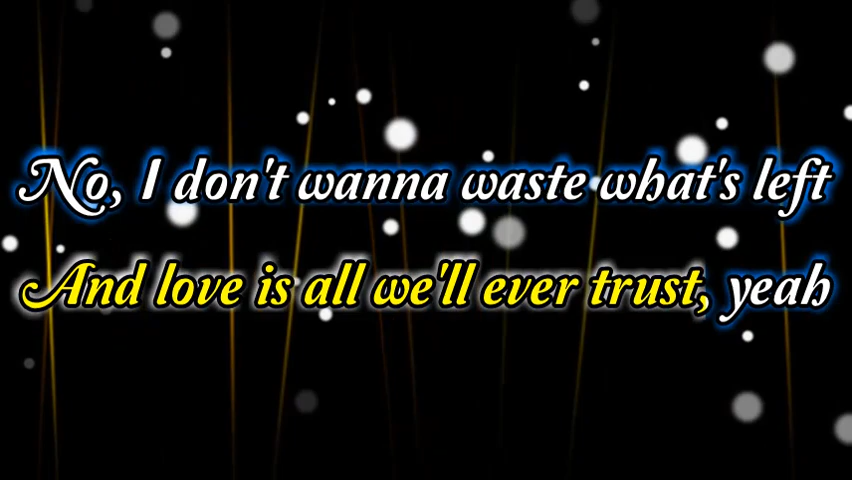 No, I don't wanna waste what's left
And love is all we'll ever trust, yeah